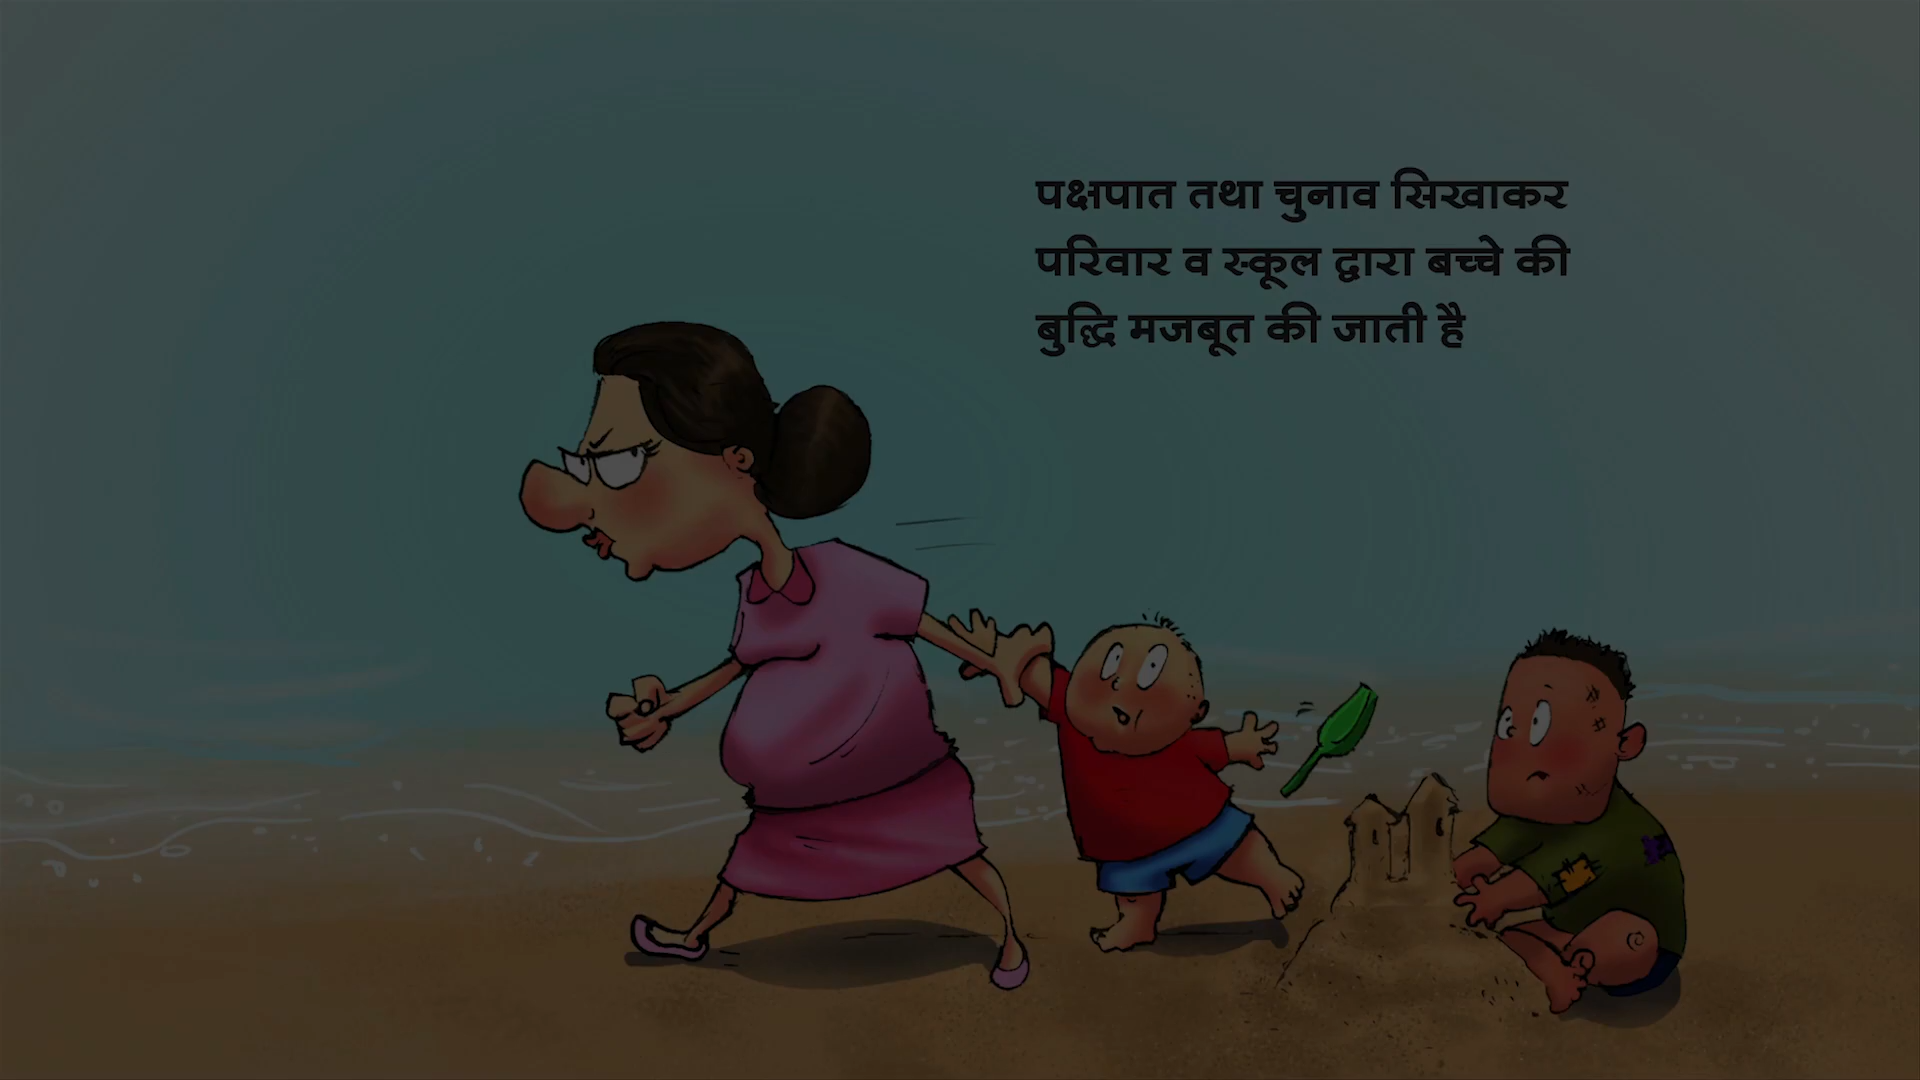 पक्षपात तथा चुनाव सिखाकर
परिवार व स्कूल द्वारा बच्चे की
बुद्धि मजबूत की जाती है